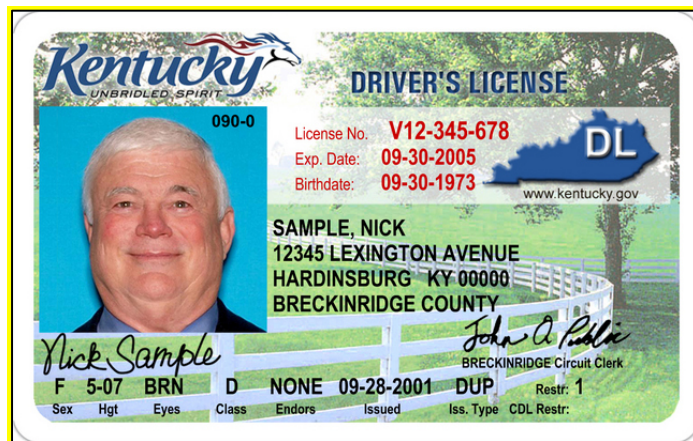 Kentucky
UNBRIDLED SPIRIT
DRIVER'S LICENSE
090-0
License No. V12-345-678
Exp. Date: 09-30-2005
Birthdate: 09-30-1973
DL
www.kentucky.gov
SAMPLE, NICK
12345 LEXINGTON AVENUE
HARDINSBURG KY 00000
BRECKINRIDGE COUNTY
Nick Sample
John Q Public
BRECKINRIDGE Circuit Clerk
F 5-07 BRN D NONE 09-28-2001 DUP Restr: 1
Sex Hgt Eyes Class Endors Issued Iss. Type CDL Restr: